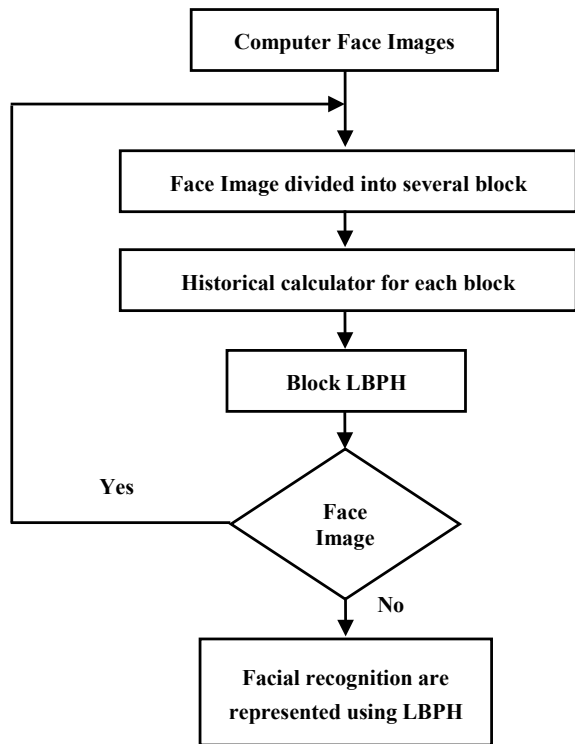 Computer Face Images
Face Image divided into several block
Historical calculator for each block
Block LBPH
Yes
Face
Image
No
Facial recognition are
represented using LBPH